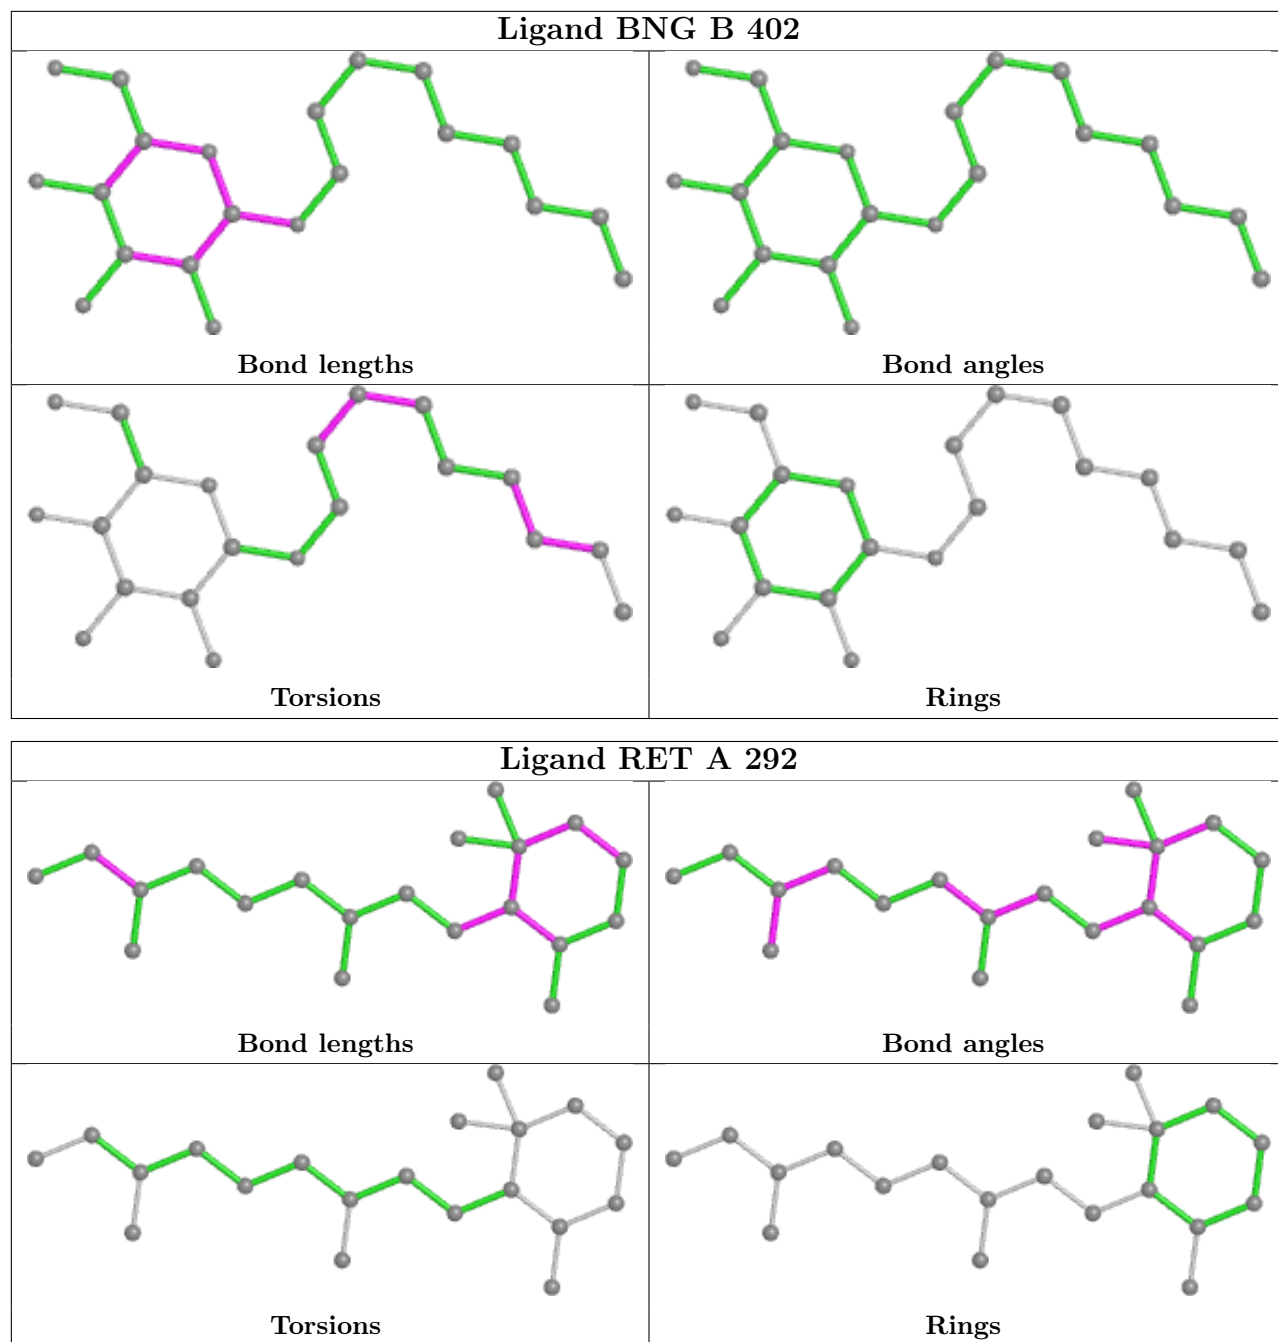 Ligand BNG B 402
Bond lengths
Bond angles
Torsions
Rings
Ligand RET A 292
Bond lengths
Bond angles
Torsions
Rings